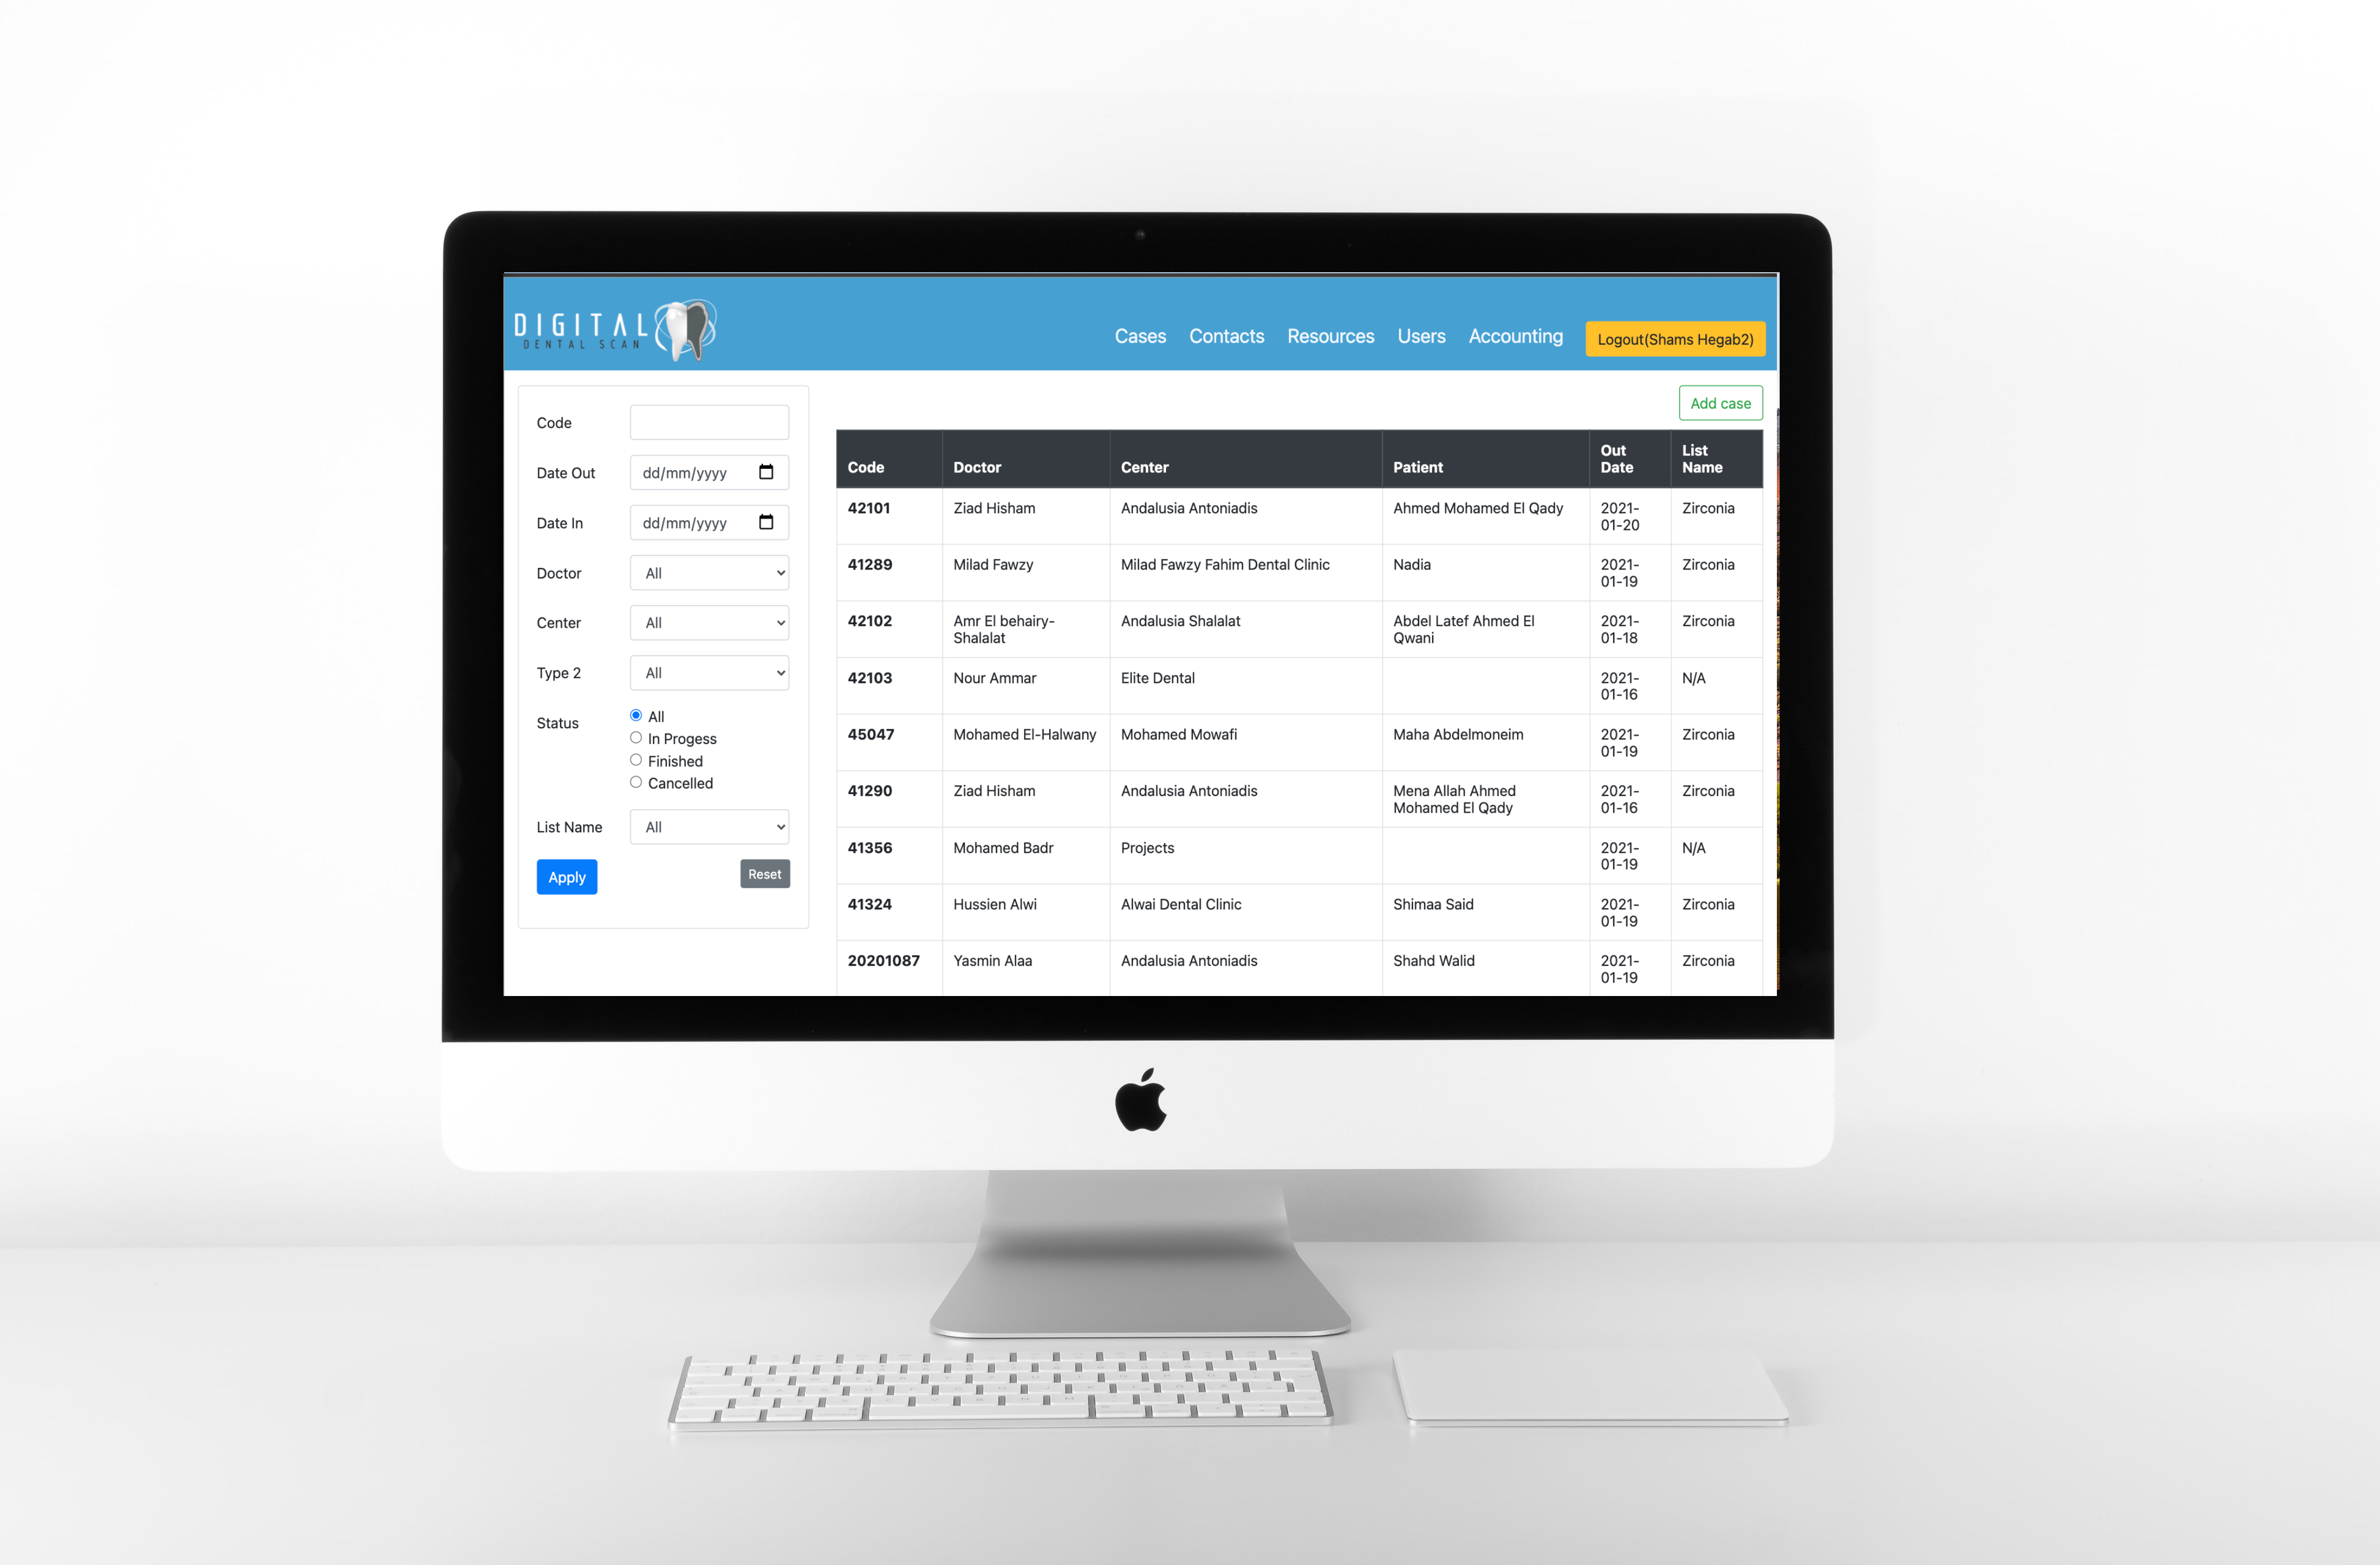 DIGITAL
DENTAL SCAN
Cases Contacts Resources Users Accounting Logout(Shams Hegab2)
Add case
Code
Date Out dd/mm/yyyy
Date In dd/mm/yyyy
Doctor All
Center All
Type 2 All
Status All
In Progess
Finished
Cancelled
List Name All
Apply Reset
Code Doctor Center Patient Out Date List Name
42101 Ziad Hisham Andalusia Antoniadis Ahmed Mohamed El Qady 2021-01-20 Zirconia
41289 Milad Fawzy Milad Fawzy Fahim Dental Clinic Nadia 2021-01-19 Zirconia
42102 Amr El behairy-Shalalat Andalusia Shalalat Abdel Latef Ahmed El Qwani 2021-01-18 Zirconia
42103 Nour Ammar Elite Dental 2021-01-16 N/A
45047 Mohamed El-Halwany Mohamed Mowafi Maha Abdelmoneim 2021-01-19 Zirconia
41290 Ziad Hisham Andalusia Antoniadis Mena Allah Ahmed Mohamed El Qady 2021-01-16 Zirconia
41356 Mohamed Badr Projects 2021-01-19 N/A
41324 Hussien Alwi Alwai Dental Clinic Shimaa Said 2021-01-19 Zirconia
20201087 Yasmin Alaa Andalusia Antoniadis Shahd Walid 2021-01-19 Zirconia